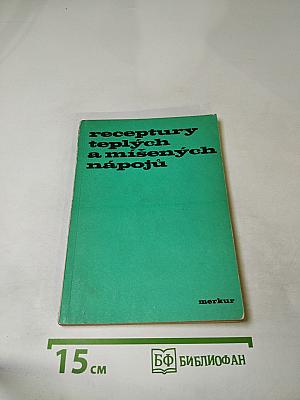 receptury
teplých
a míšených
nápojů
merkur
15 см
БФ БИБЛИОФАН